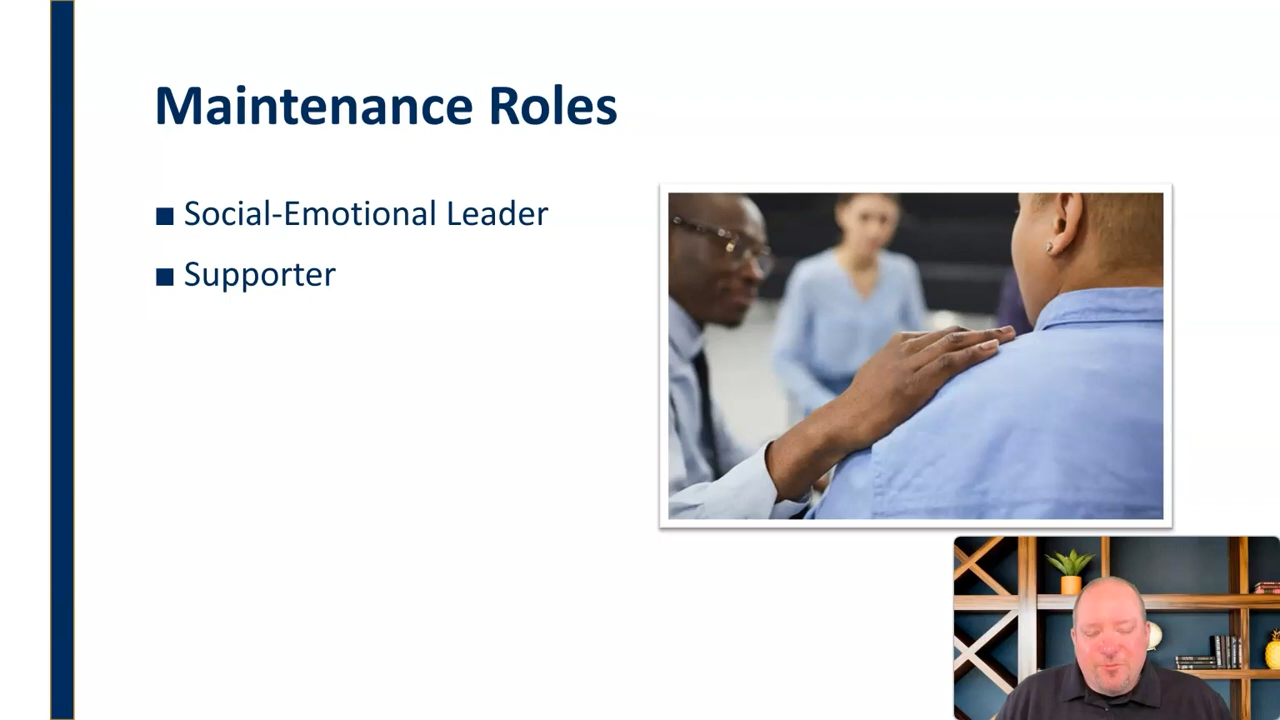 Maintenance Roles
■ Social-Emotional Leader
■ Supporter